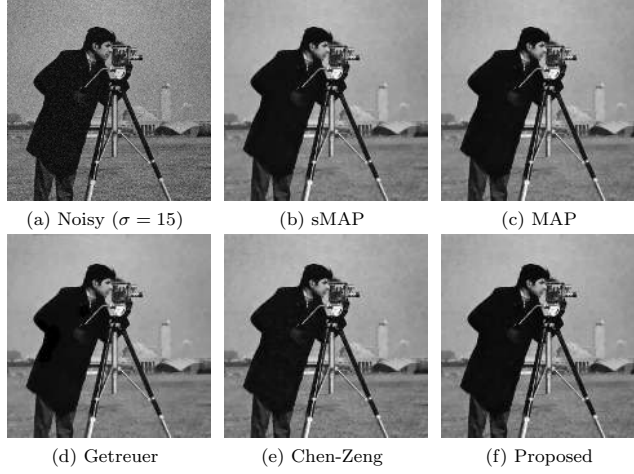 (a) Noisy (σ = 15)
(b) sMAP
(c) MAP
(d) Getreuer
(e) Chen-Zeng
(f) Proposed